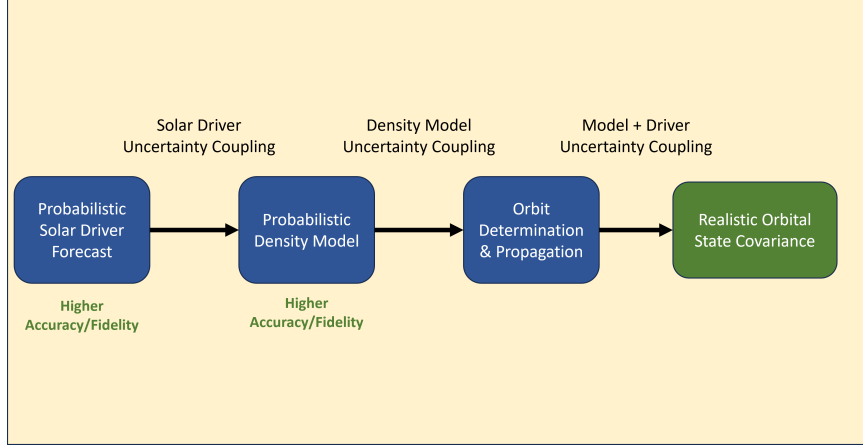 Solar Driver
Uncertainty Coupling
Density Model
Uncertainty Coupling
Model + Driver
Uncertainty Coupling
Probabilistic
Solar Driver
Forecast
Probabilistic
Density Model
Orbit
Determination
& Propagation
Realistic Orbital
State Covariance
Higher
Accuracy/Fidelity
Higher
Accuracy/Fidelity